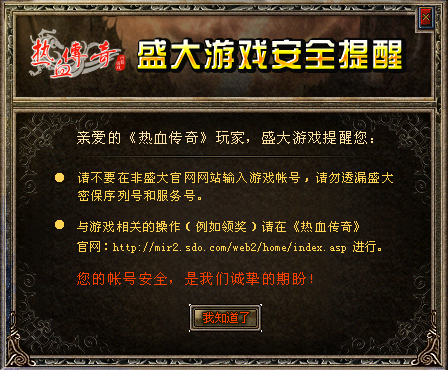 热血传奇
盛大游戏安全提醒
亲爱的《热血传奇》玩家，盛大游戏提醒您：
请不要在非盛大官网网站输入游戏帐号，请勿透漏盛大
密保序列号和服务号。
与游戏相关的操作（例如领奖）请在《热血传奇》
官网：http://mir2.sdo.com/web2/home/index.asp 进行。
您的帐号安全，是我们诚挚的期盼！
我知道了